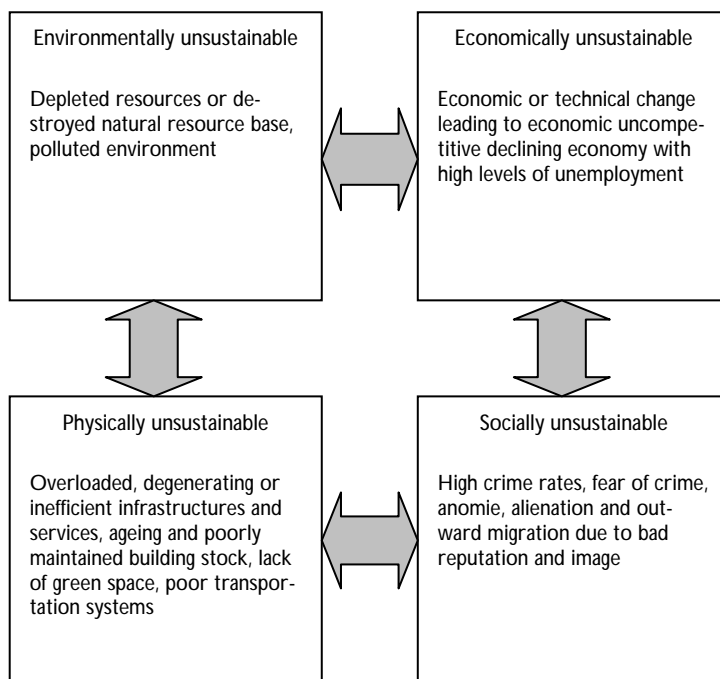 Environmentally unsustainable
Depleted resources or de-
stroyed natural resource base,
polluted environment
Economically unsustainable
Economic or technical change
leading to economic uncompe-
titive declining economy with
high levels of unemployment
Physically unsustainable
Overloaded, degenerating or
inefficient infrastructures and
services, ageing and poorly
maintained building stock, lack
of green space, poor transpor-
tation systems
Socially unsustainable
High crime rates, fear of crime,
anomie, alienation and out-
ward migration due to bad
reputation and image